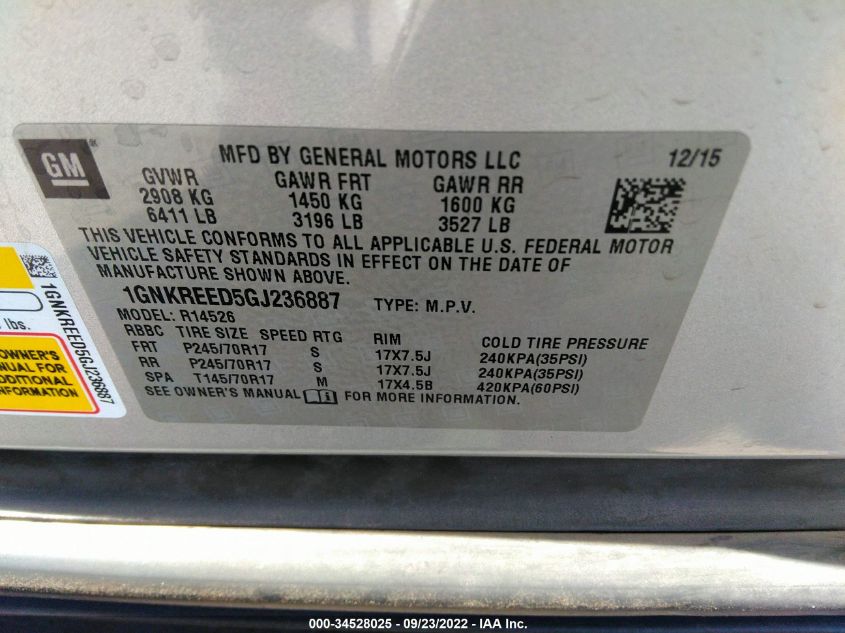 GM
MFD BY GENERAL MOTORS LLC 12/15
GVWR GAWR FRT GAWR RR
2908 KG 1450 KG 1600 KG
6411 LB 3196 LB 3527 LB
THIS VEHICLE CONFORMS TO ALL APPLICABLE U.S. FEDERAL MOTOR
VEHICLE SAFETY STANDARDS IN EFFECT ON THE DATE OF
MANUFACTURE SHOWN ABOVE.
1GNKREED5GJ236887 TYPE: M.P.V.
MODEL: R14526
RBBC TIRE SIZE SPEED RTG RIM COLD TIRE PRESSURE
FRT P245/70R17 S 17X7.5J 240KPA(35PSI)
RR P245/70R17 S 17X7.5J 240KPA(35PSI)
SPA T145/70R17 M 17X4.5B 420KPA(60PSI)
SEE OWNER'S MANUAL FOR MORE INFORMATION.
lbs.
OWNER'S
MANUAL FOR
ADDITIONAL
INFORMATION
1GNKREED5GJ236887
000-34528025 - 09/23/2022 - IAA Inc.